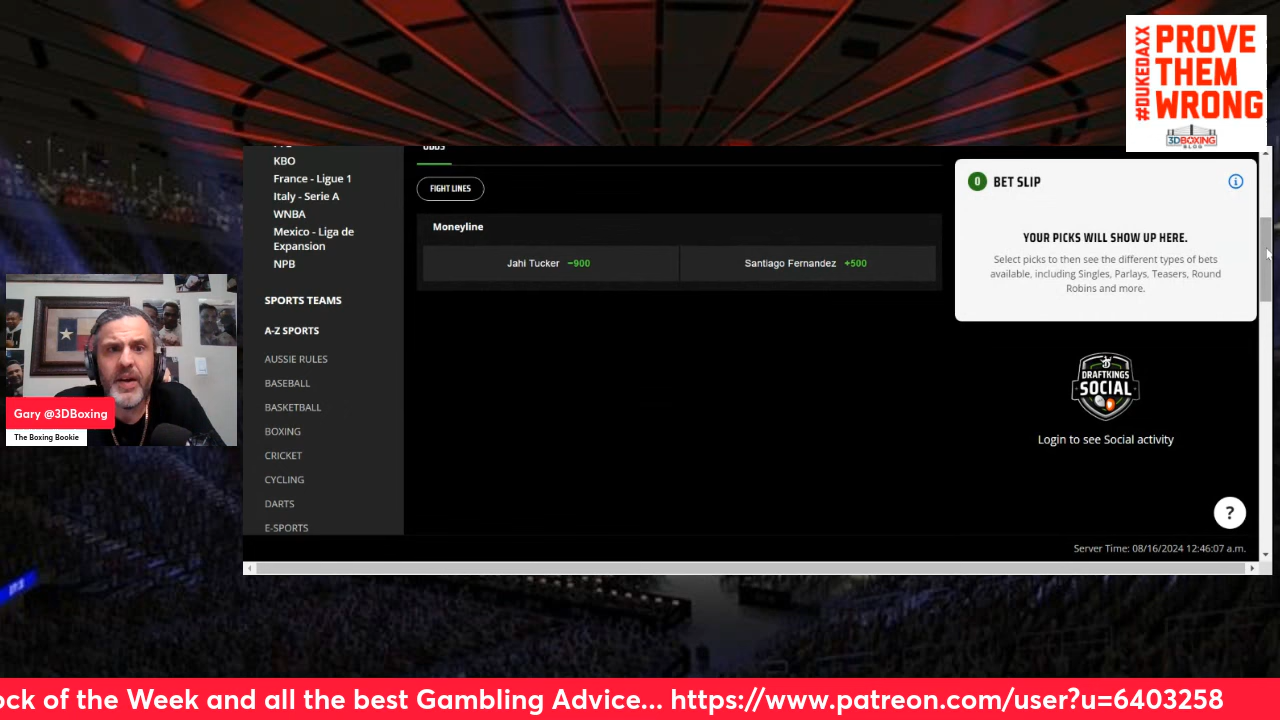 #DUKEDAXX
PROVE
THEM
WRONG
3DBOXING
BLOG
KBO
France - Ligue 1
Italy - Serie A
WNBA
Mexico - Liga de
Expansion
NPB
SPORTS TEAMS
A-Z SPORTS
AUSSIE RULES
BASEBALL
BASKETBALL
BOXING
CRICKET
CYCLING
DARTS
E-SPORTS
ODDS
FIGHT LINES
Moneyline
Jahi Tucker −900
Santiago Fernandez +500
0 BET SLIP
YOUR PICKS WILL SHOW UP HERE.
Select picks to then see the different types of bets
available, including Singles, Parlays, Teasers, Round
Robins and more.
DRAFTKINGS
SOCIAL
Login to see Social activity
?
Server Time: 08/16/2024 12:46:07 a.m.
Gary @3DBoxing
The Boxing Bookie
ock of the Week and all the best Gambling Advice... https://www.patreon.com/user?u=6403258